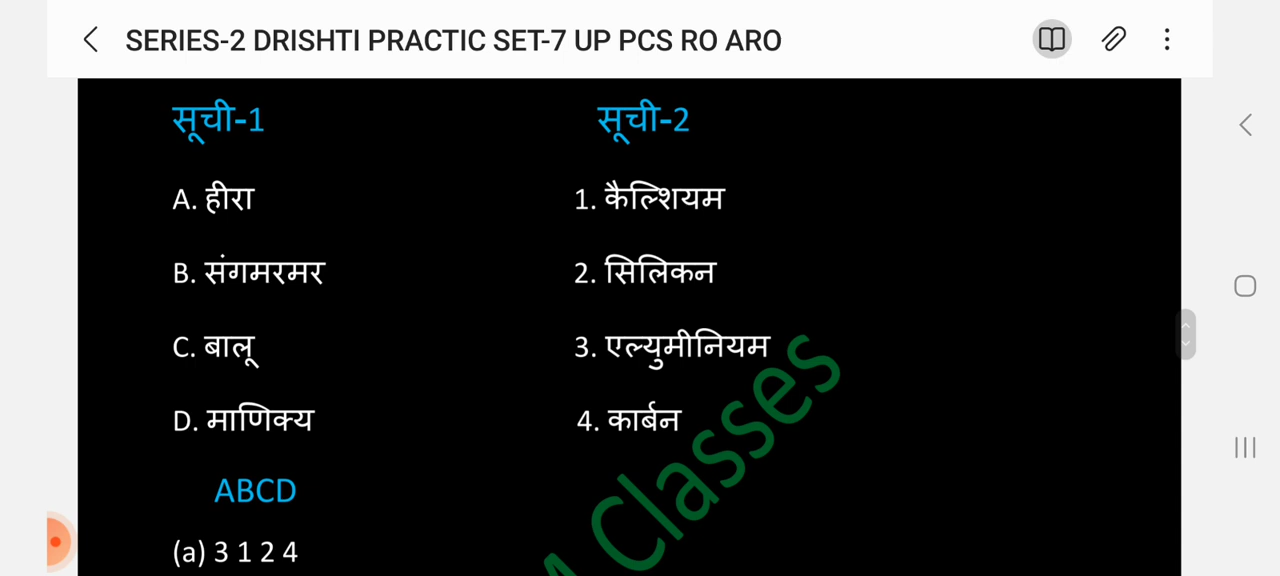 SERIES-2 DRISHTI PRACTIC SET-7 UP PCS RO ARO
सूची-1 सूची-2
A. हीरा 1. कैल्शियम
B. संगमरमर 2. सिलिकन
C. बालू 3. एल्युमीनियम
D. माणिक्य 4. कार्बन
ABCD
(a) 3 1 2 4
Classes